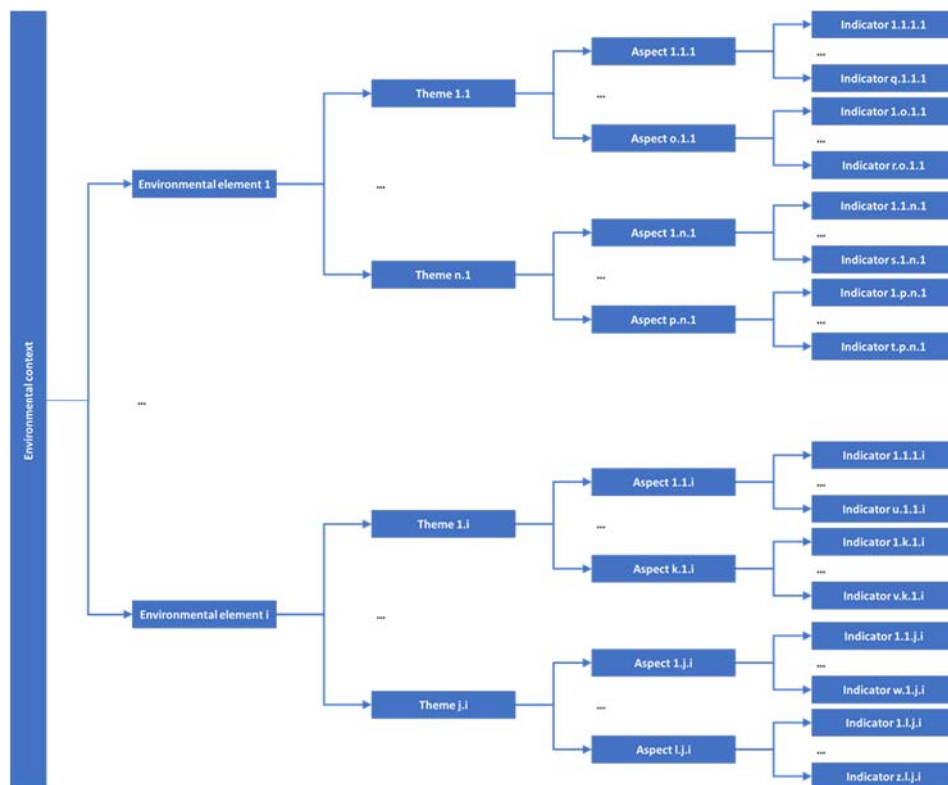 Environmental context
Environmental element 1
...
Environmental element i
Theme 1.1
...
Theme n.1
Theme 1.i
...
Theme j.i
Aspect 1.1.1
...
Aspect o.1.1
Aspect 1.n.1
...
Aspect p.n.1
Aspect 1.1.i
...
Aspect k.1.i
Aspect 1.j.i
...
Aspect l.j.i
Indicator 1.1.1.1
...
Indicator q.1.1.1
Indicator 1.o.1.1
...
Indicator r.o.1.1
Indicator 1.1.n.1
...
Indicator s.1.n.1
Indicator 1.p.n.1
...
Indicator t.p.n.1
Indicator 1.1.1.i
...
Indicator u.1.1.i
Indicator 1.k.1.i
...
Indicator v.k.1.i
Indicator 1.1.j.i
...
Indicator w.1.j.i
Indicator 1.l.j.i
...
Indicator z.l.j.i